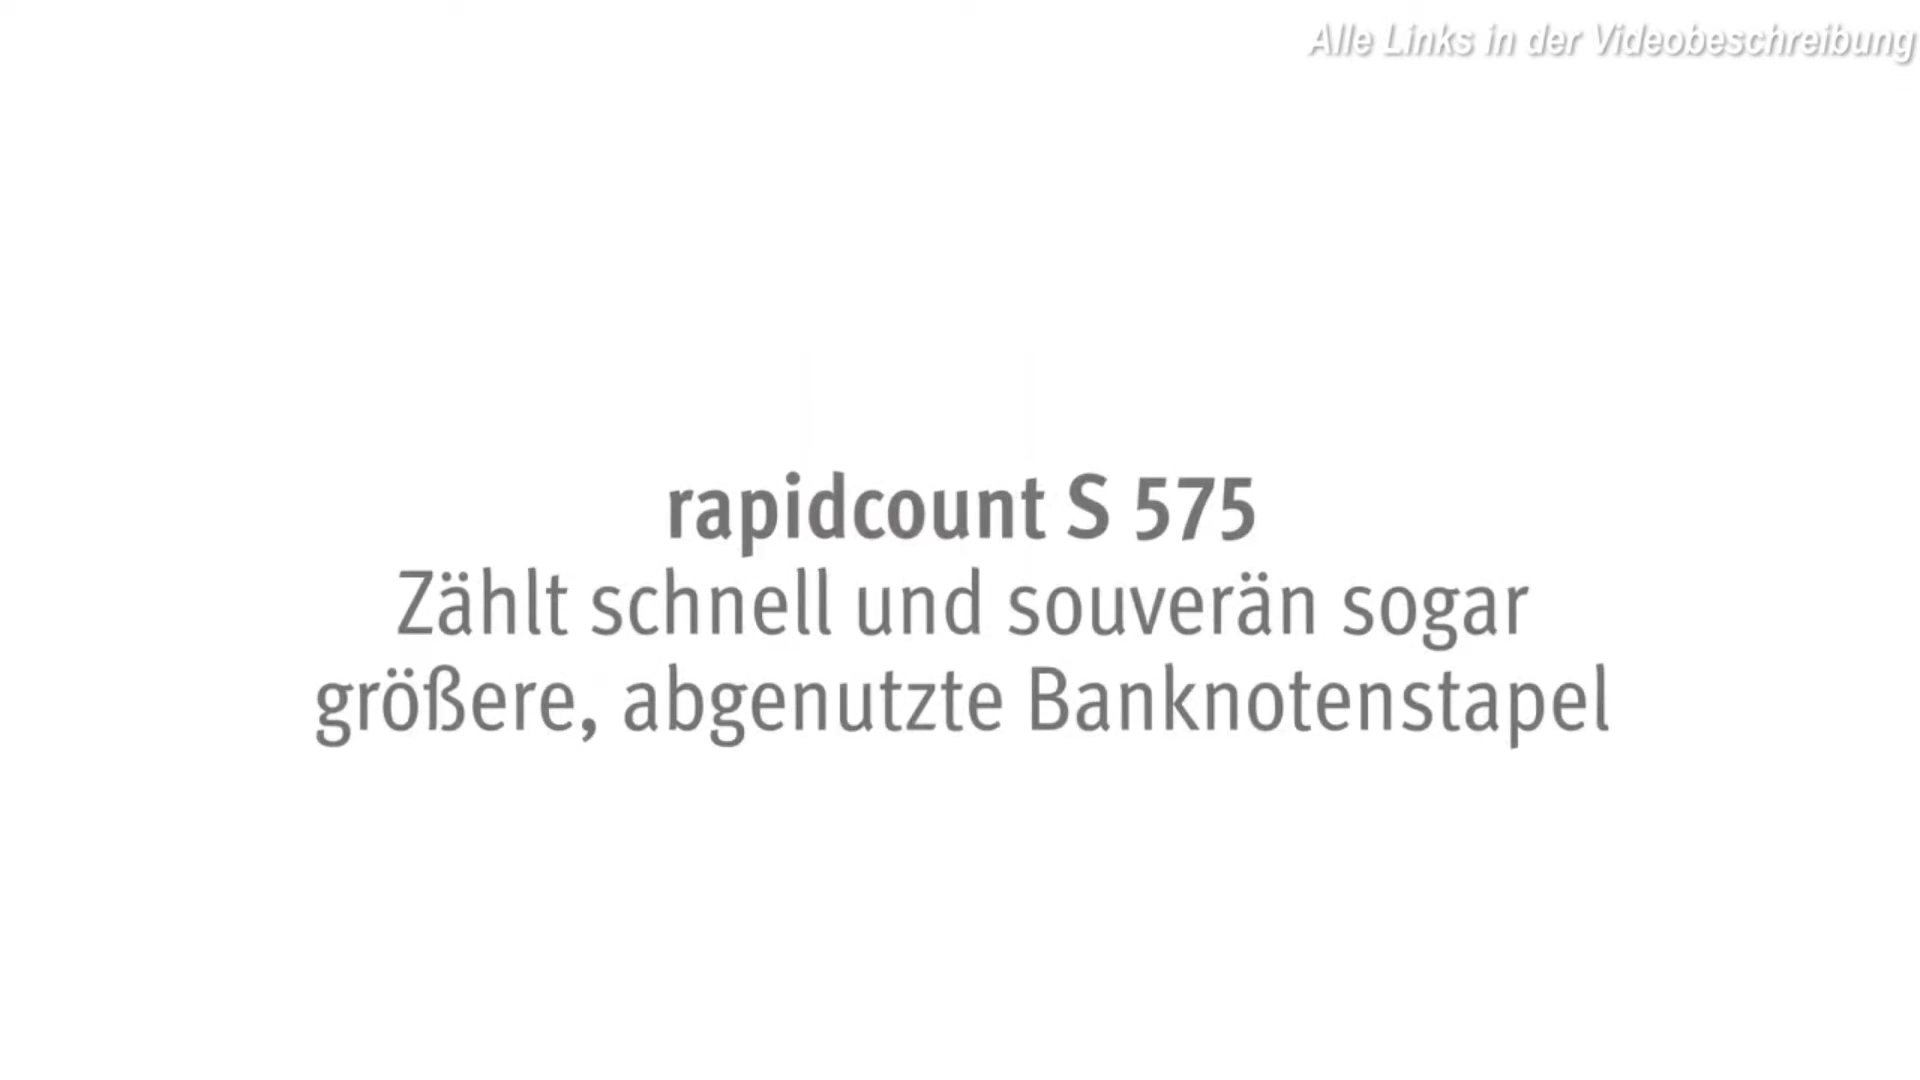 Alle Links in der Videobeschreibung
rapidcount S 575
Zählt schnell und souverän sogar
größere, abgenutzte Banknotenstapel